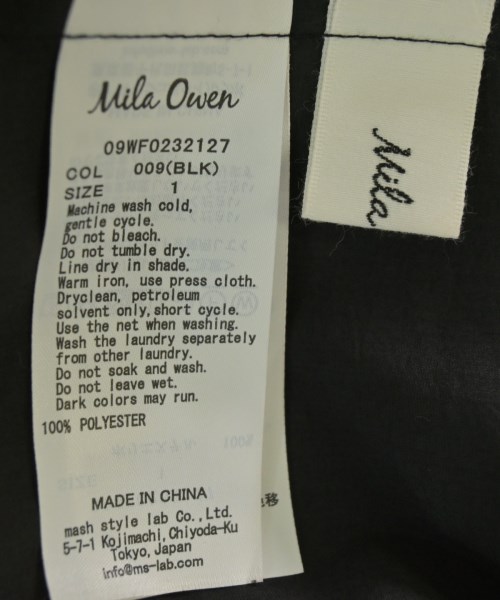 Mila Owen
09WF0232127
COL 009(BLK)
SIZE 1
Machine wash cold,
gentle cycle.
Do not bleach.
Do not tumble dry.
Line dry in shade.
Warm iron, use press cloth.
Dryclean, petroleum
solvent only,short cycle.
Use the net when washing.
Wash the laundry separately
from other laundry.
Do not soak and wash.
Do not leave wet.
Dark colors may run.
100% POLYESTER
MADE IN CHINA
mash style lab Co.,Ltd.
5-7-1 Kojimachi,Chiyoda-Ku
Tokyo,Japan
info@ms-lab.com
色移
Mila